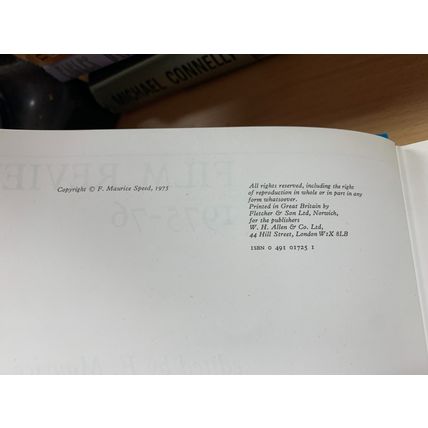 MICHAEL CONNELLY
FILM REVIE
1975-76
Copyright © F. Maurice Speed, 1975
All rights reserved, including the right
of reproduction in whole or in part in any
form whatsoever.
Printed in Great Britain by
Fletcher & Son Ltd, Norwich,
for the publishers
W. H. Allen & Co. Ltd,
44 Hill Street, London W1X 8LB
ISBN 0 491 01725 1